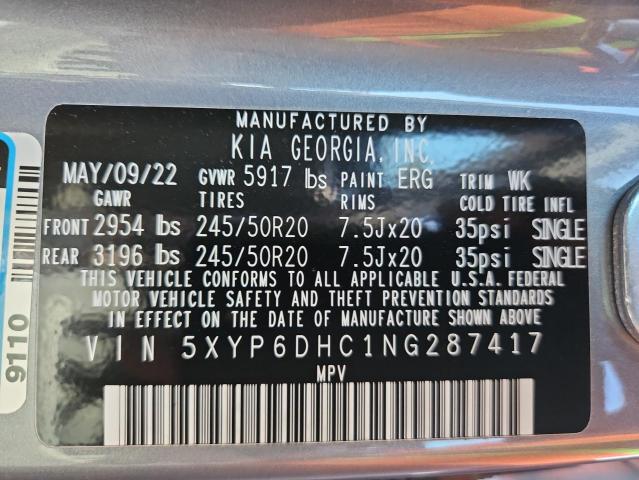 MANUFACTURED BY
KIA GEORGIA, INC.
MAY/09/22 GVWR 5917 lbs PAINT ERG TRIM WK
GAWR TIRES RIMS COLD TIRE INFL.
FRONT 2954 lbs 245/50R20 7.5Jx20 35psi SINGLE
REAR 3196 lbs 245/50R20 7.5Jx20 35psi SINGLE
THIS VEHICLE CONFORMS TO ALL APPLICABLE U.S.A. FEDERAL
MOTOR VEHICLE SAFETY AND THEFT PREVENTION STANDARDS
IN EFFECT ON THE DATE OF MANUFACTURE SHOWN ABOVE
VIN 5XYP6DHC1NG287417
MPV
9110